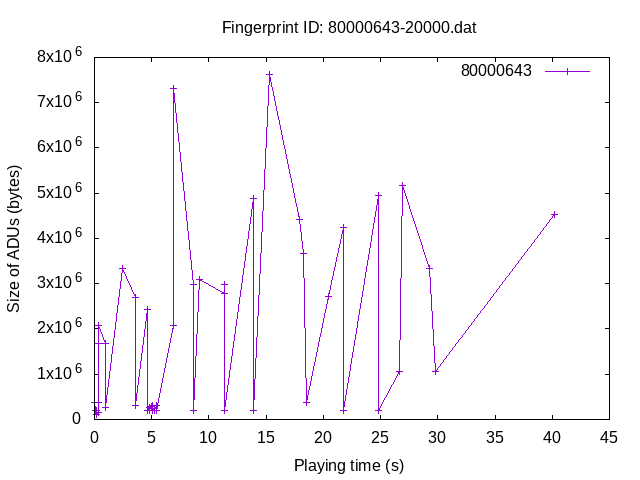 Fingerprint ID: 80000643-20000.dat
80000643
8x10^6
7x10^6
6x10^6
5x10^6
4x10^6
3x10^6
2x10^6
1x10^6
0
Size of ADUs (bytes)
0 5 10 15 20 25 30 35 40 45
Playing time (s)